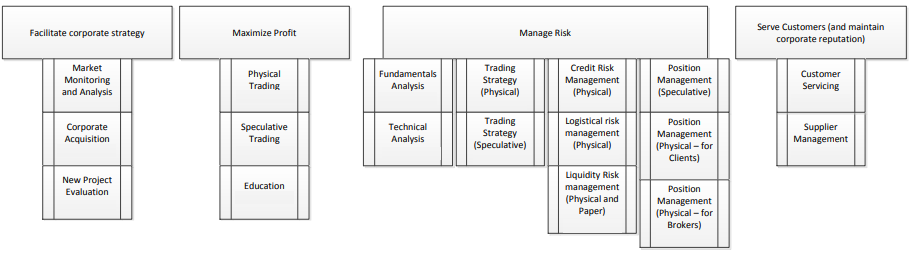 Facilitate corporate strategy
Maximize Profit
Manage Risk
Serve Customers (and maintain
corporate reputation)
Market
Monitoring
and Analysis
Corporate
Acquisition
New Project
Evaluation
Physical
Trading
Speculative
Trading
Education
Fundamentals
Analysis
Technical
Analysis
Trading
Strategy
(Physical)
Trading
Strategy
(Speculative)
Credit Risk
Management
(Physical)
Logistical risk
management
(Physical)
Liquidity Risk
management
(Physical and
Paper)
Position
Management
(Speculative)
Position
Management
(Physical – for
Clients)
Position
Management
(Physical – for
Brokers)
Customer
Servicing
Supplier
Management